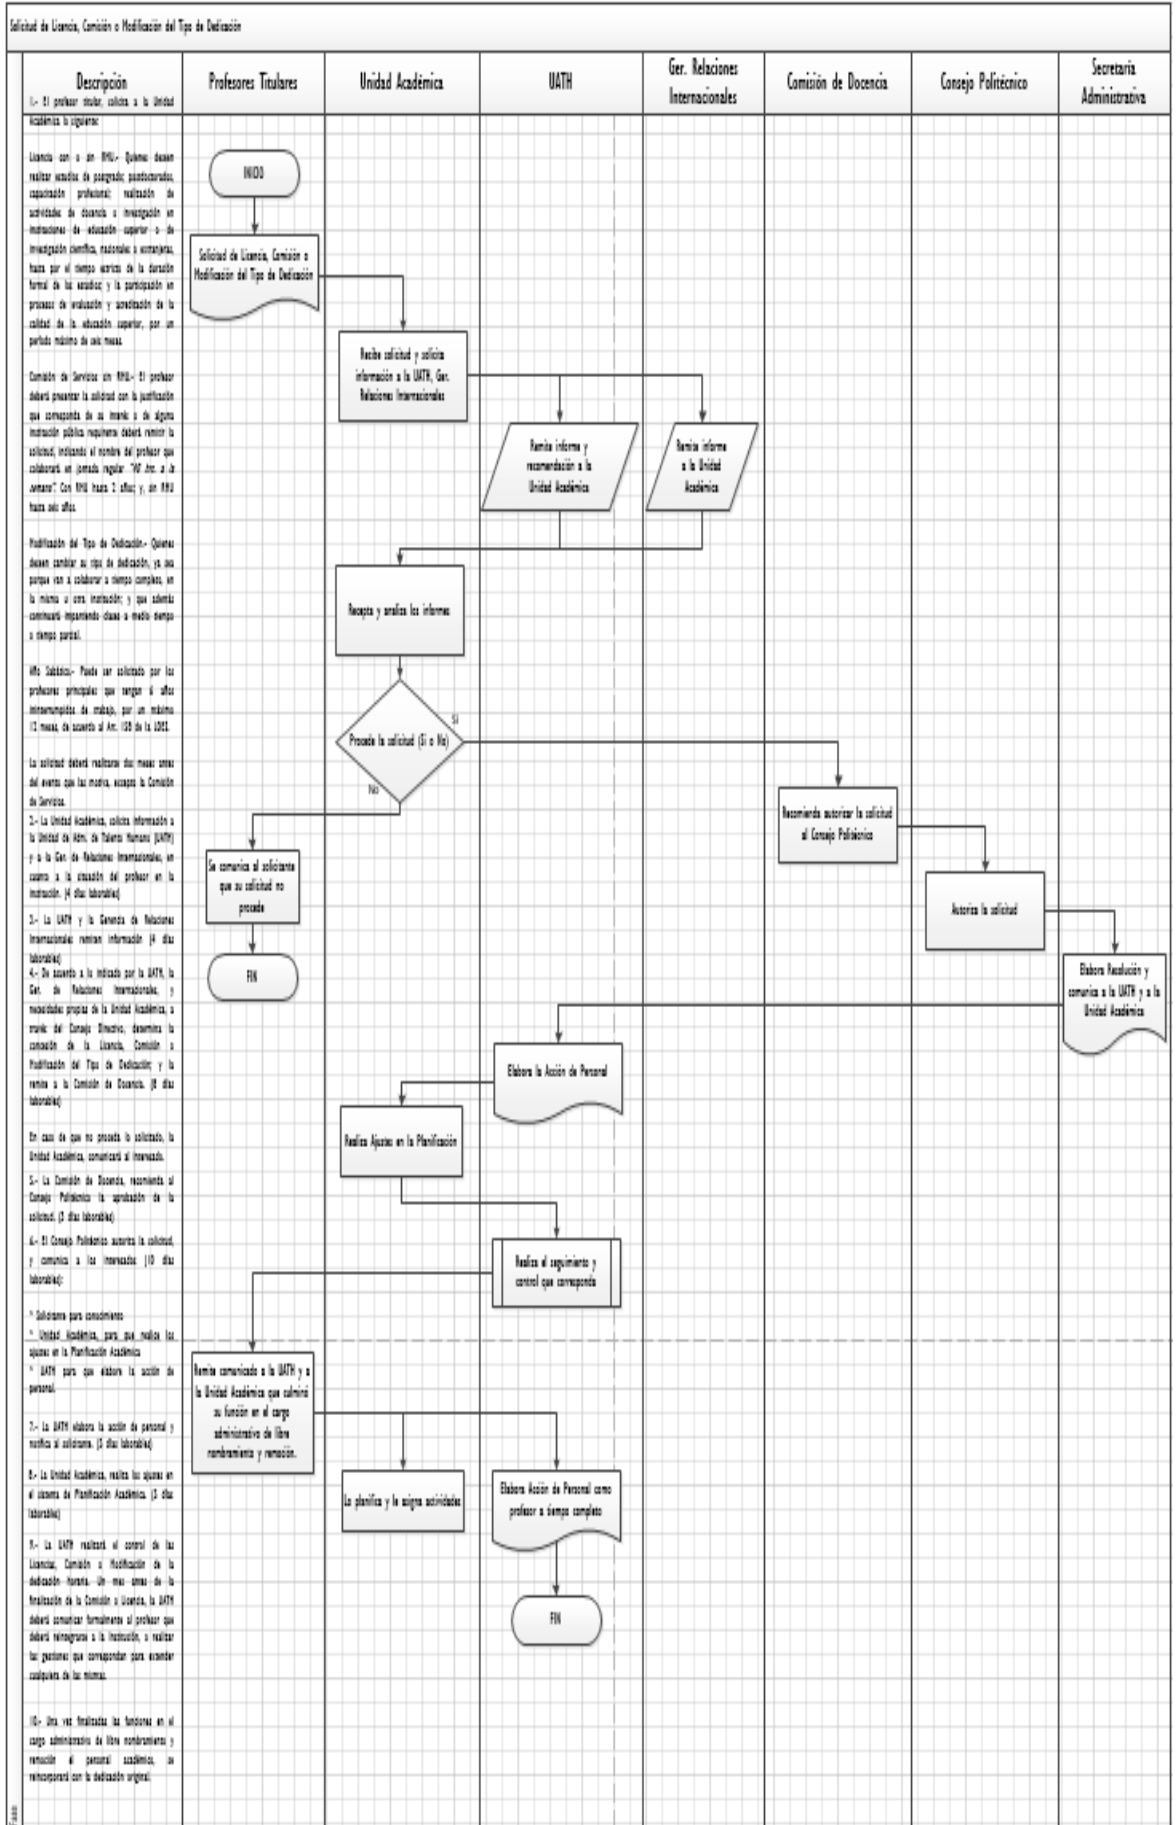 Solicitud de Licencia, Comisión o Modificación del Tipo de Dedicación
Descripción
Profesores Titulares
Unidad Académica
UATH
Ger. Relaciones
Internacionales
Comisión de Docencia
Consejo Politécnico
Secretaria
Administrativa
1.- El profesor titular, solicita a la Unidad
Académica lo siguiente:
Licencia con o sin RMU.- Quienes deseen
realizar estudios de posgrado; postdoctorados,
capacitación profesional; realización de
actividades de docencia o investigación en
instituciones de educación superior o de
investigación científica, nacionales o extranjeras,
hasta por el tiempo estricto de la duración
formal de los estudios; y la participación en
procesos de evaluación y acreditación de la
calidad de la educación superior, por un
período máximo de seis meses.
Comisión de Servicios sin RMU.- El profesor
deberá presentar la solicitud con la justificación
que corresponda de su interés o de alguna
institución pública requirente deberá remitir la
solicitud, indicando el nombre del profesor que
colaborará en jornada regular "40 hrs. a la
semana". Con RMU hasta 2 años; y, sin RMU
hasta seis años.
Modificación del Tipo de Dedicación.- Quienes
deseen cambiar su tipo de dedicación, ya sea
porque van a colaborar a tiempo completo, en
la misma u otra institución; y que además
continuará impartiendo clases a medio tiempo
o tiempo parcial.
Año Sabático.- Puede ser solicitado por los
profesores principales que tengan 6 años
ininterrumpidos de trabajo, por un máximo
12 meses, de acuerdo al Art. 158 de la LOES.
La solicitud deberá realizarse dos meses antes
del evento que las motiva, excepto la Comisión
de Servicios.
2.- La Unidad Académica, solicita información a
la Unidad de Adm. de Talento Humano (UATH)
y a la Ger. de Relaciones Internacionales, en
cuanto a la situación del profesor en la
institución. (4 días laborables)
3.- La UATH y la Gerencia de Relaciones
Internacionales remiten información (4 días
laborables)
4.- De acuerdo a lo indicado por la UATH, la
Ger. de Relaciones Internacionales, y
necesidades propias de la Unidad Académica, a
través del Consejo Directivo, determina la
concesión de la Licencia, Comisión o
Modificación del Tipo de Dedicación; y la
remite a la Comisión de Docencia. (8 días
laborables)
En caso de que no proceda lo solicitado, la
Unidad Académica, comunicará al interesado.
5.- La Comisión de Docencia, recomienda al
Consejo Politécnico la aprobación de la
solicitud. (3 días laborables)
6.- El Consejo Politécnico autoriza la solicitud,
y comunica a los interesados (10 días
laborables):
* Solicitante para conocimiento
* Unidad Académica, para que realice los
ajustes en la Planificación Académica
* UATH para que elabore la acción de
personal.
7.- La UATH elabora la acción de personal y
notifica al solicitante. (3 días laborables)
8.- La Unidad Académica, realiza los ajustes en
el sistema de Planificación Académica. (3 días
laborables)
9.- La UATH realizará el control de las
Licencias, Comisión o Modificación de la
dedicación horaria. Un mes antes de la
finalización de la Comisión o Licencia, la UATH
deberá comunicar formalmente al profesor que
deberá reintegrarse a la Institución, o realizar
las gestiones que correspondan para extender
cualquiera de las mismas.
10.- Una vez finalizadas las funciones en el
cargo administrativo de libre nombramiento y
remoción el personal académico, se
reincorporará con la dedicación original.
INICIO
Solicitud de Licencia, Comisión o
Modificación del Tipo de Dedicación
Recibe solicitud y solicita
información a la UATH, Ger.
Relaciones Internacionales
Remite informe y
recomendación a la
Unidad Académica
Remite informe
a la Unidad
Académica
Recepta y analiza los informes
Procede la solicitud (Si o No)
Si
No
Recomienda autorizar la solicitud
al Consejo Politécnico
Se comunica al solicitante
que su solicitud no
procede
Autoriza la solicitud
FIN
Elabora Resolución y
comunica a la UATH y a la
Unidad Académica
Elabora la Acción de Personal
Realiza Ajustes en la Planificación
Realiza el seguimiento y
control que corresponda
Remite comunicado a la UATH y a
la Unidad Académica que culminó
su función en el cargo
administrativo de libre
nombramiento y remoción.
Lo planifica y le asigna actividades
Elabora Acción de Personal como
profesor a tiempo completo
FIN
Fase